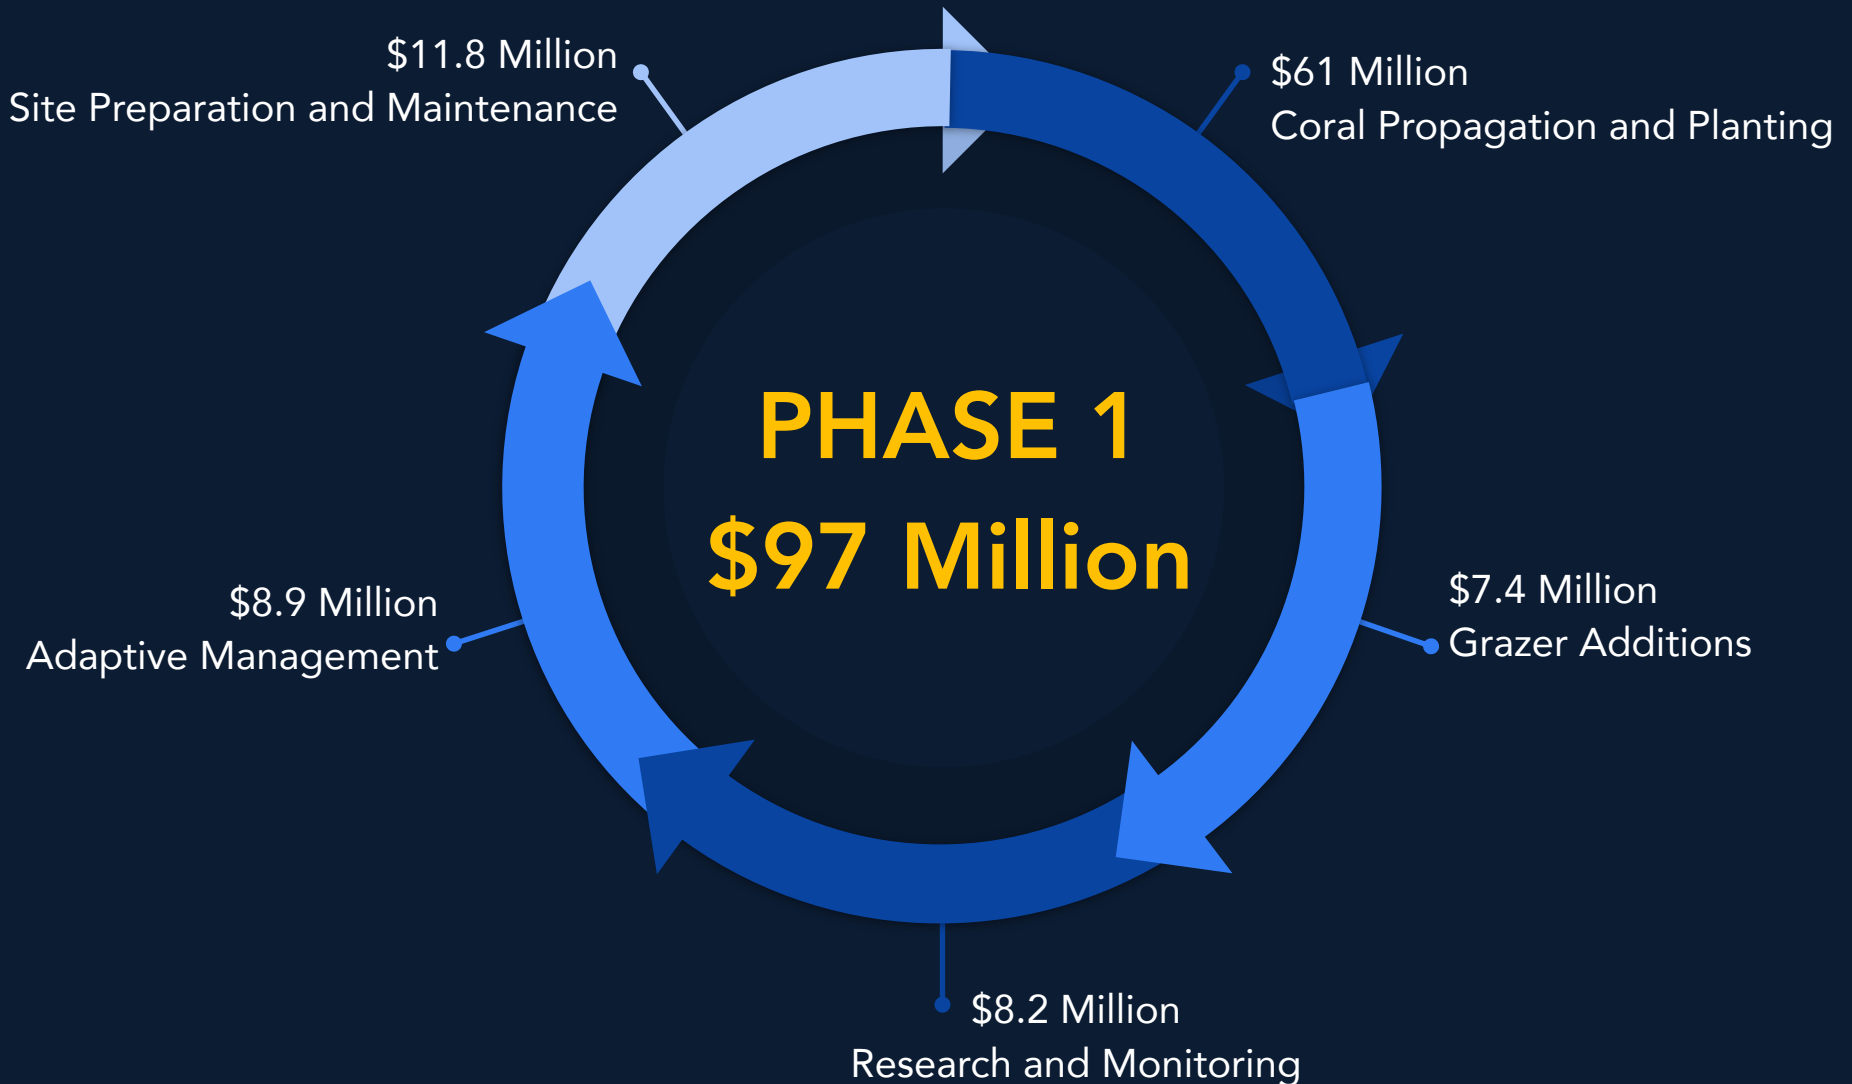 $11.8 Million
Site Preparation and Maintenance
$61 Million
Coral Propagation and Planting
PHASE 1
$97 Million
$8.9 Million
Adaptive Management
$7.4 Million
Grazer Additions
$8.2 Million
Research and Monitoring